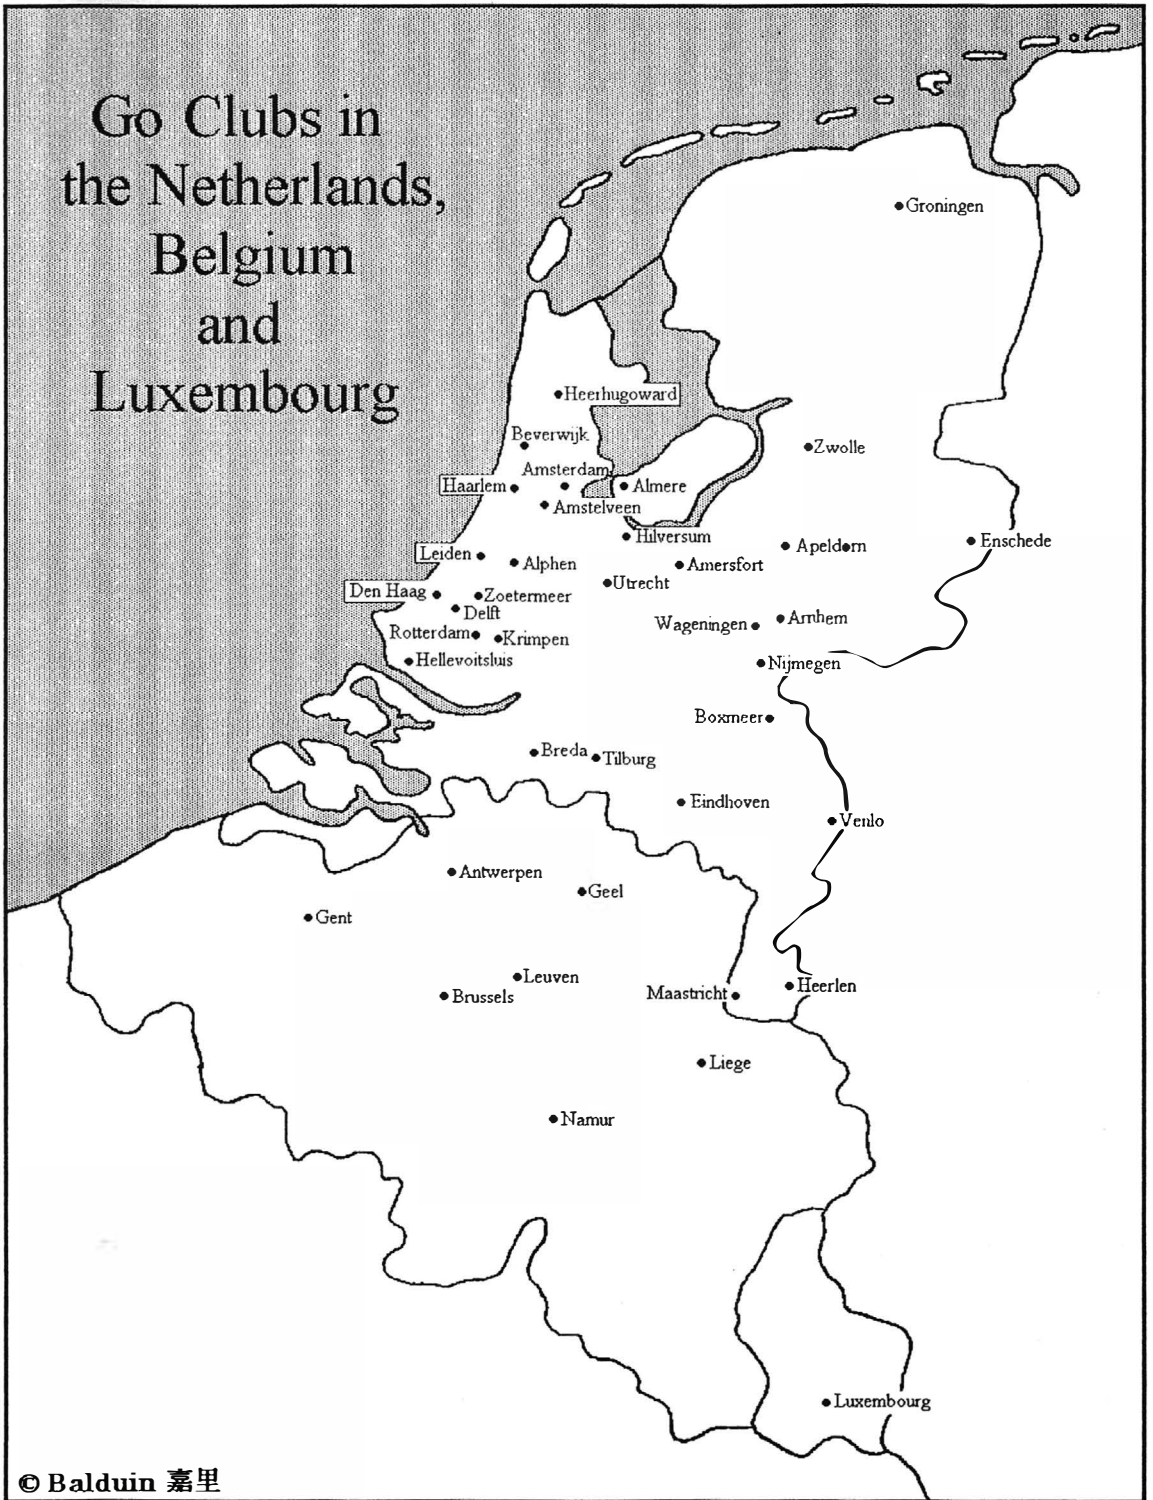 Go Clubs in
the Netherlands,
Belgium
and
Luxembourg
Groningen
Heerhugoward
Beverwijk
Zwolle
Amsterdam
Haarlem
Almere
Amstelveen
Hilversum
Enschede
Apeldorn
Leiden
Alphen
Amersfort
Utrecht
Den Haag
Zoetermeer
Delft
Wageningen
Arnhem
Rotterdam
Krimpen
Hellevoitsluis
Nijmegen
Boxmeer
Breda
Tilburg
Eindhoven
Venlo
Antwerpen
Geel
Gent
Leuven
Brussels
Maastricht
Heerlen
Liege
Namur
Luxembourg
© Balduin 嘉里